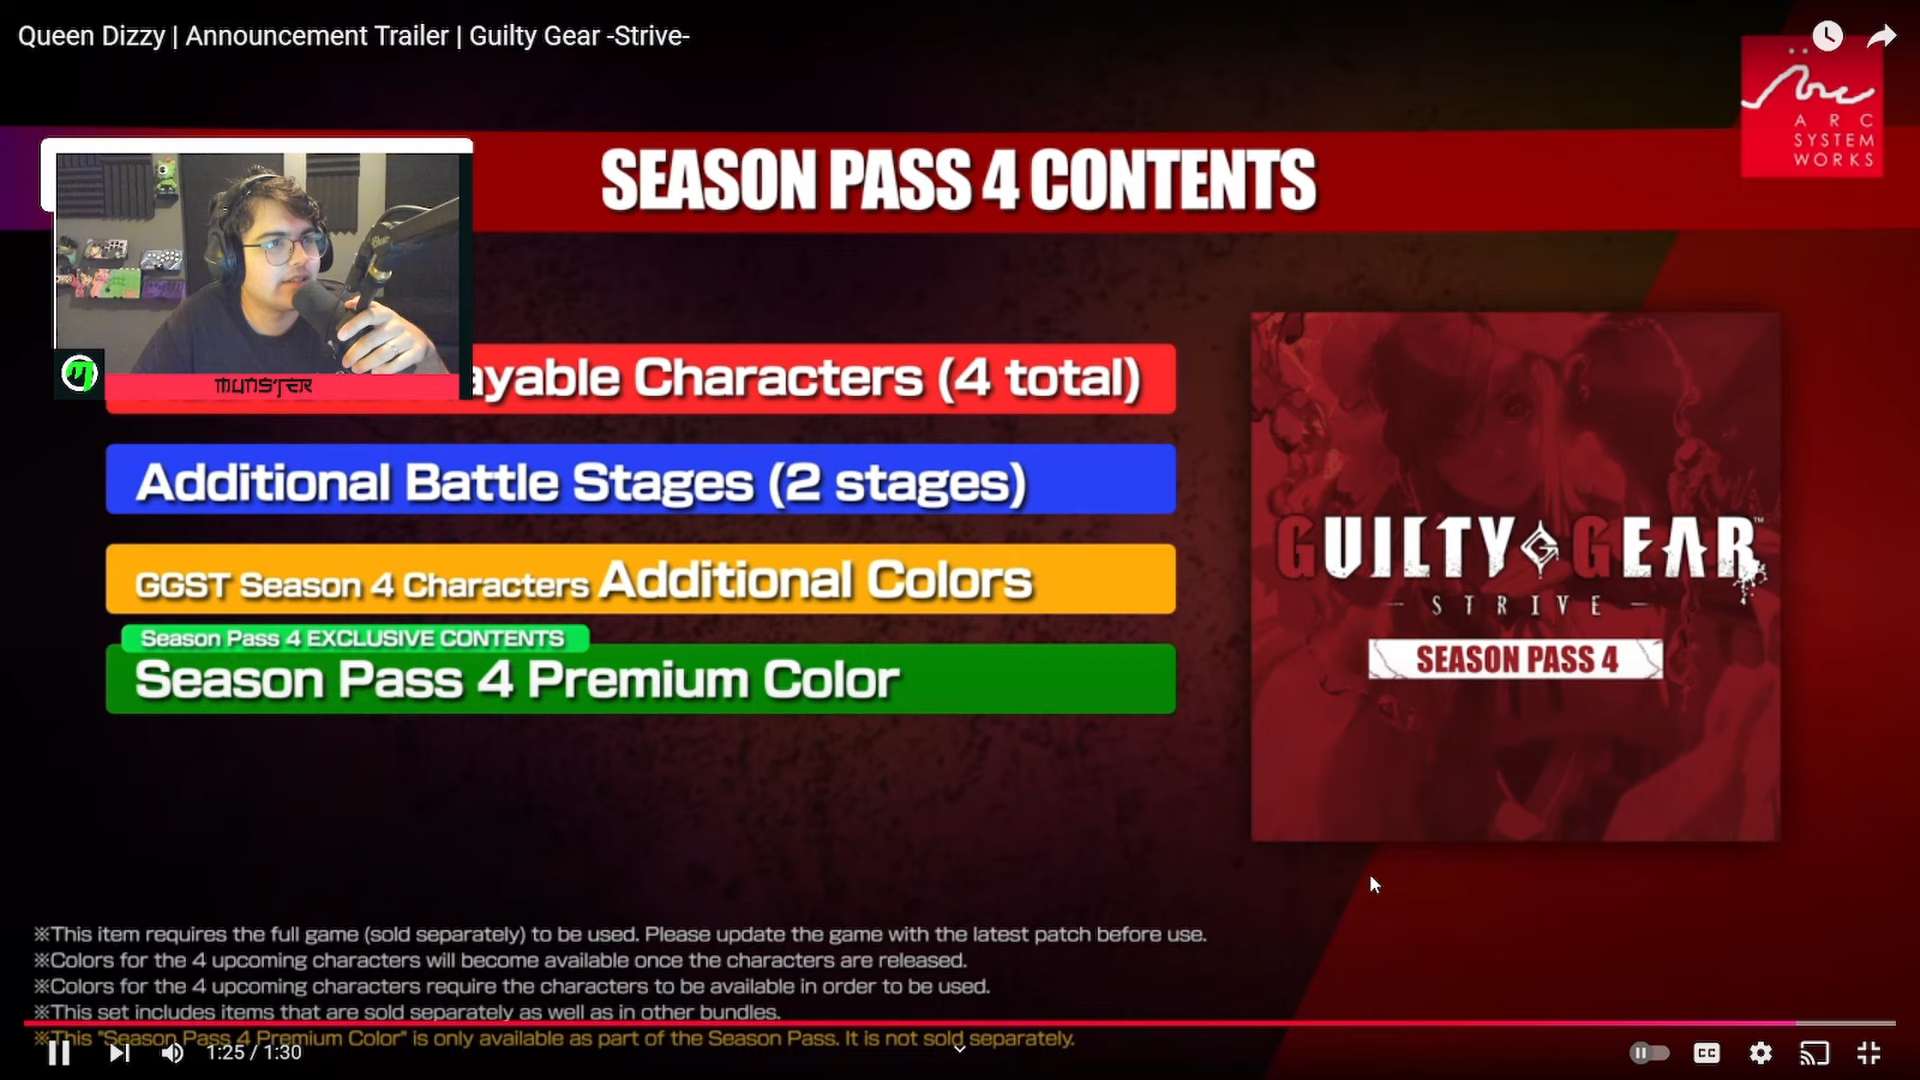 Queen Dizzy | Announcement Trailer | Guilty Gear -Strive-
ARC
SYSTEM
WORKS
SEASON PASS 4 CONTENTS
MUNSTER
Characters (4 total)
Additional Battle Stages (2 stages)
GGST Season 4 Characters Additional Colors
Season Pass 4 EXCLUSIVE CONTENTS
Season Pass 4 Premium Color
GUILTY GEAR™
STRIVE
SEASON PASS 4
※This item requires the full game (sold separately) to be used. Please update the game with the latest patch before use.
※Colors for the 4 upcoming characters will become available once the characters are released.
※Colors for the 4 upcoming characters require the characters to be available in order to be used.
※This set includes items that are sold separately as well as in other bundles.
※This "Season Pass 4 Premium Color" is only available as part of the Season Pass. It is not sold separately.
1:25 / 1:30
CC